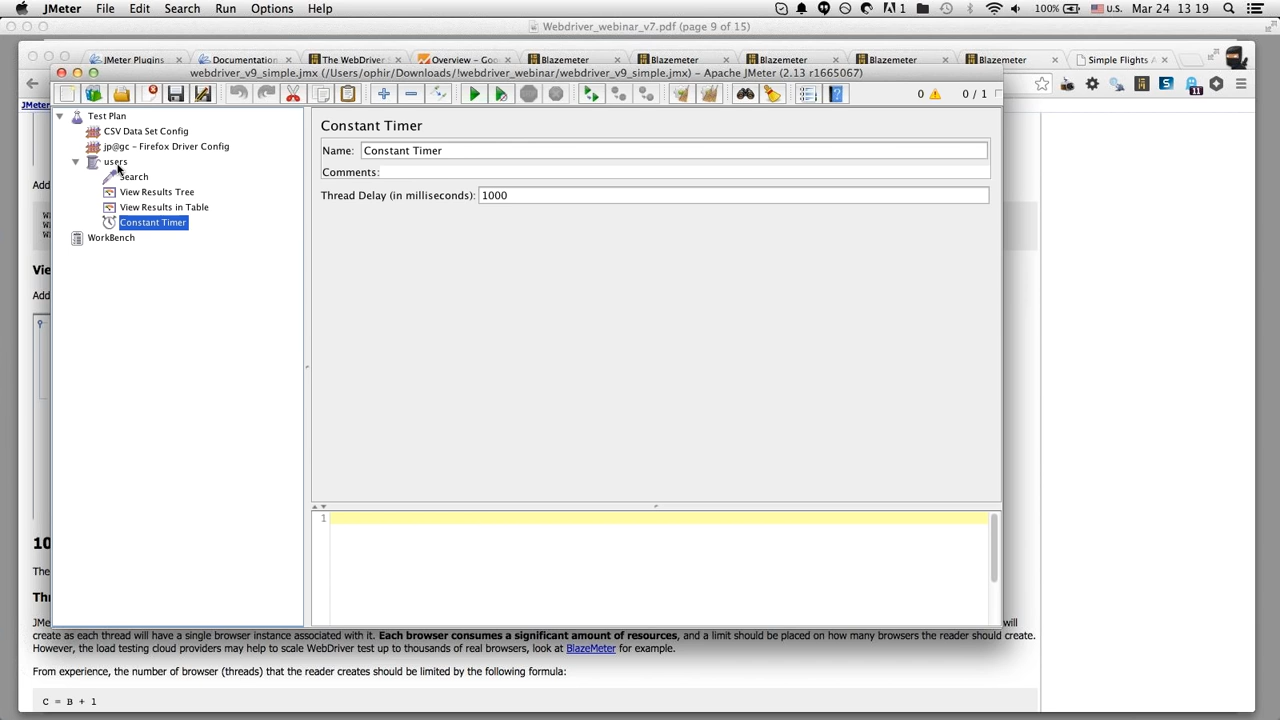 JMeter File Edit Search Run Options Help
1 100% U.S. Mar 24 13 19
Webdriver_webinar_v7.pdf (page 9 of 15)
JMeter Plugins Documentation The WebDriver Overview - Go Blazemeter Blazemeter Blazemeter Blazemeter Blazemeter Simple Flights
webdriver_v9_simple.jmx (/Users/ophir/Downloads/!webdriver_webinar/webdriver_v9_simple.jmx) - Apache JMeter (2.13 r1665067)
11
0 0 / 1
JMeter
Test Plan
CSV Data Set Config
jp@gc - Firefox Driver Config
users
Search
View Results Tree
View Results in Table
Constant Timer
WorkBench
Constant Timer
Name: Constant Timer
Comments:
Thread Delay (in milliseconds): 1000
1
Add
Vie
Add
10
The
Thr
JMe will
create as each thread will have a single browser instance associated with it. Each browser consumes a significant amount of resources, and a limit should be placed on how many browsers the reader should create.
However, the load testing cloud providers may help to scale WebDriver test up to thousands of real browsers, look at BlazeMeter for example.
From experience, the number of browser (threads) that the reader creates should be limited by the following formula:
C = B + 1